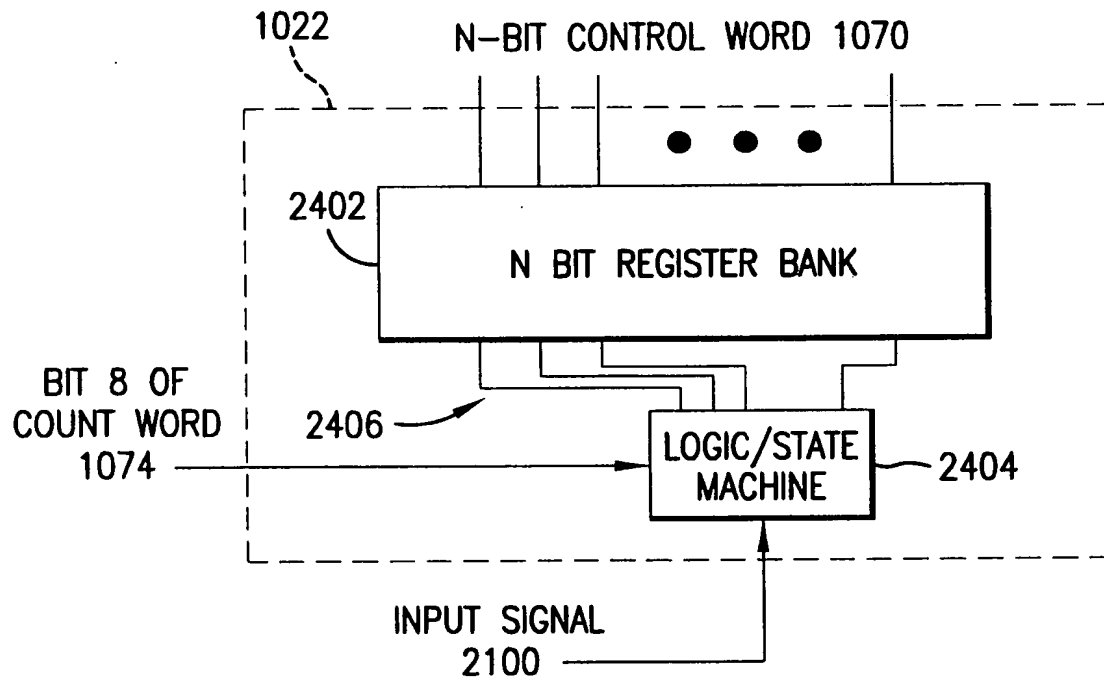 1022
N-BIT CONTROL WORD 1070
2402
N BIT REGISTER BANK
BIT 8 OF
COUNT WORD
1074
2406
LOGIC/STATE
MACHINE
2404
INPUT SIGNAL
2100